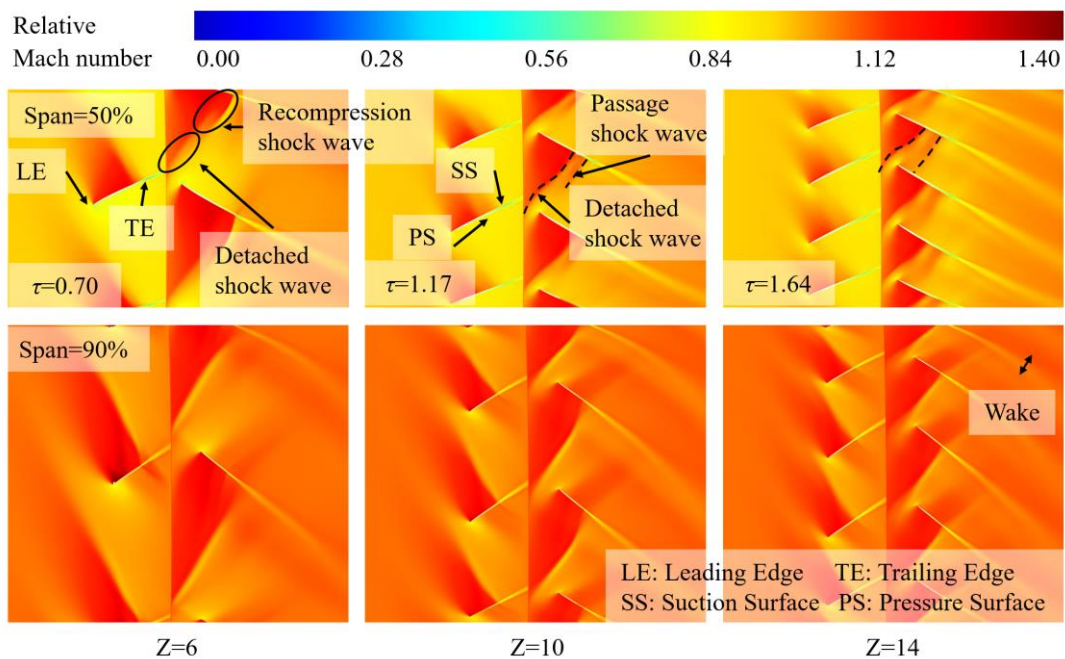 Relative
Mach number
0.00 0.28 0.56 0.84 1.12 1.40
Span=50%
Recompression
shock wave
LE
TE
Detached
shock wave
τ=0.70
Passage
shock wave
SS
PS
Detached
shock wave
τ=1.17
τ=1.64
Span=90%
Wake
LE: Leading Edge TE: Trailing Edge
SS: Suction Surface PS: Pressure Surface
Z=6 Z=10 Z=14